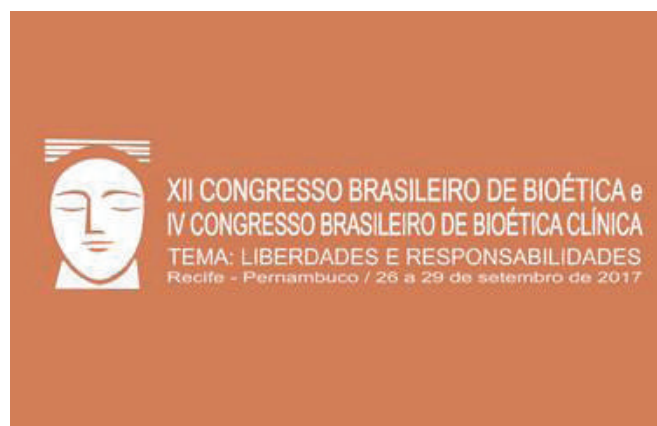 XII CONGRESSO BRASILEIRO DE BIOÉTICA e
IV CONGRESSO BRASILEIRO DE BIOÉTICA CLÍNICA
TEMA: LIBERDADES E RESPONSABILIDADES
Recife - Pernambuco / 26 a 29 de setembro de 2017